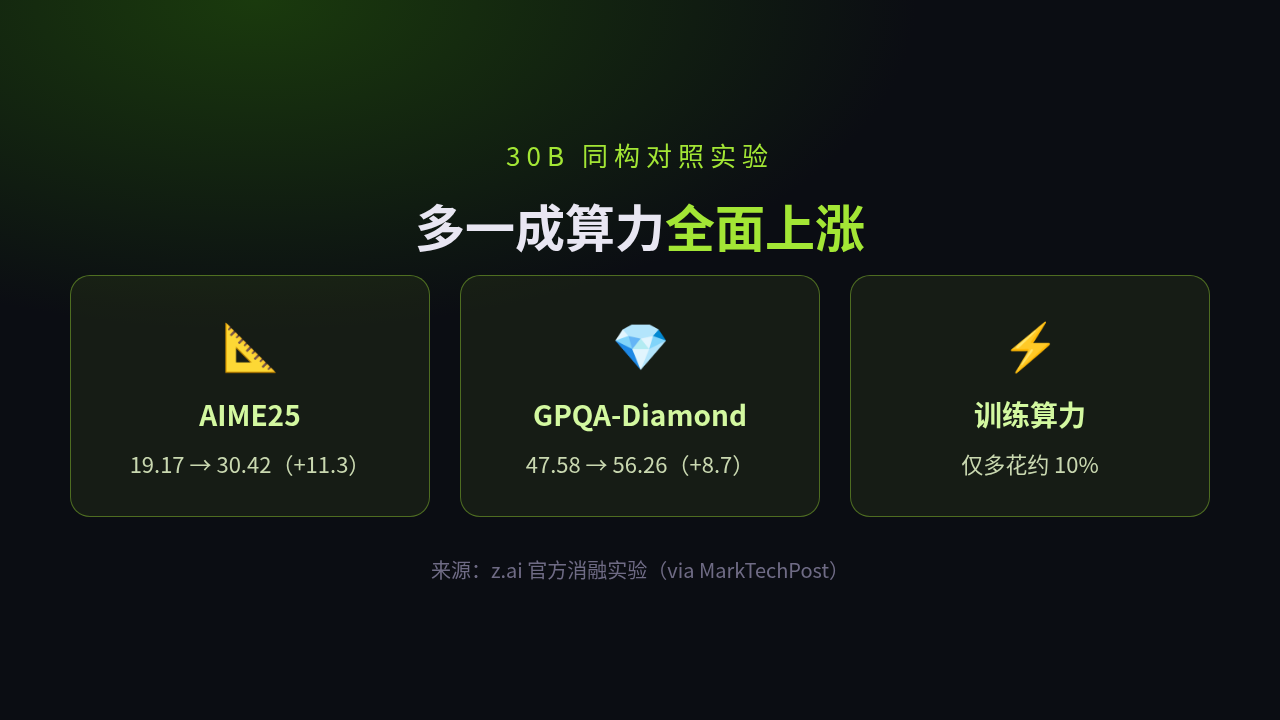 30B 同构对照实验
多一成算力全面上涨
AIME25
19.17 → 30.42（+11.3）
GPQA-Diamond
47.58 → 56.26（+8.7）
训练算力
仅多花约 10%
来源：z.ai 官方消融实验（via MarkTechPost）